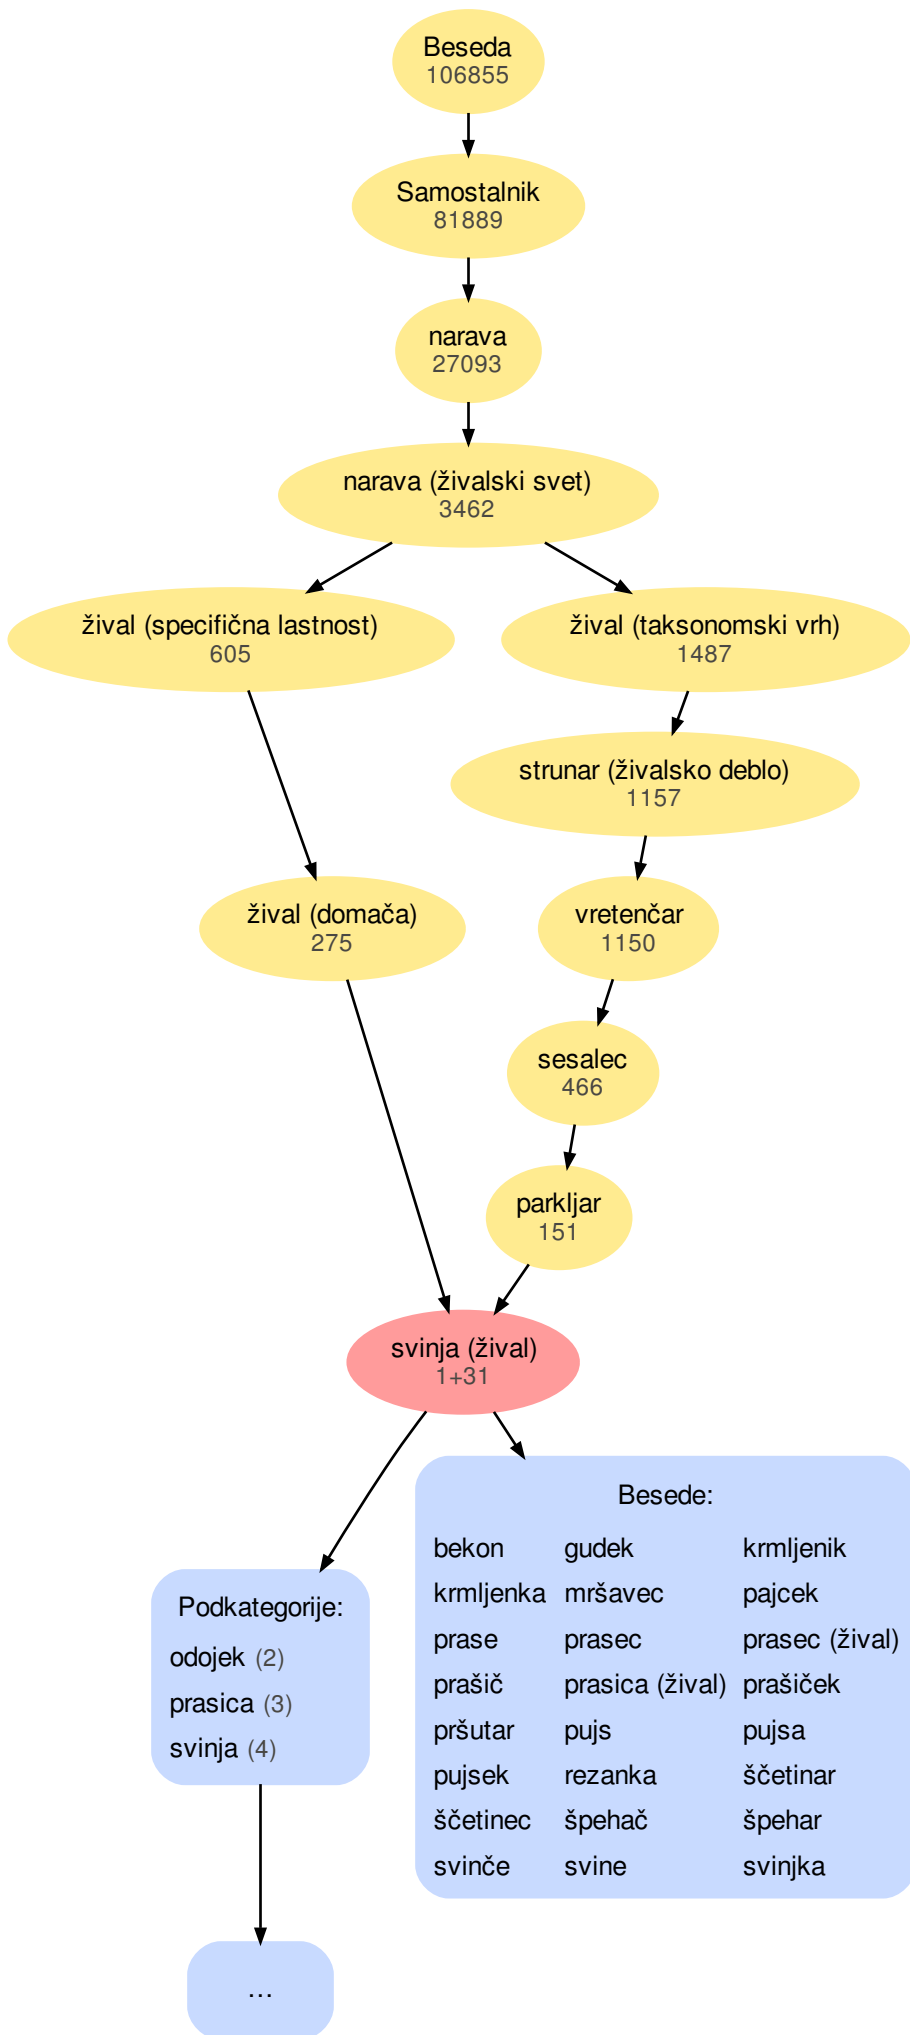 Beseda
106855
Samostalnik
81889
narava
27093
narava (živalski svet)
3462
žival (specifična lastnost)
605
žival (taksonomski vrh)
1487
strunar (živalsko deblo)
1157
žival (domača)
275
vretenčar
1150
sesalec
466
parkljar
151
svinja (žival)
1+31
Besede:
bekon gudek krmljenik
krmljenka mršavec pajcek
prase prasec prasec (žival)
prašič prasica (žival) prašiček
pršutar pujs pujsa
pujsek rezanka ščetinar
ščetinec špehač špehar
svinče svine svinjka
Podkategorije:
odojek (2)
prasica (3)
svinja (4)
…